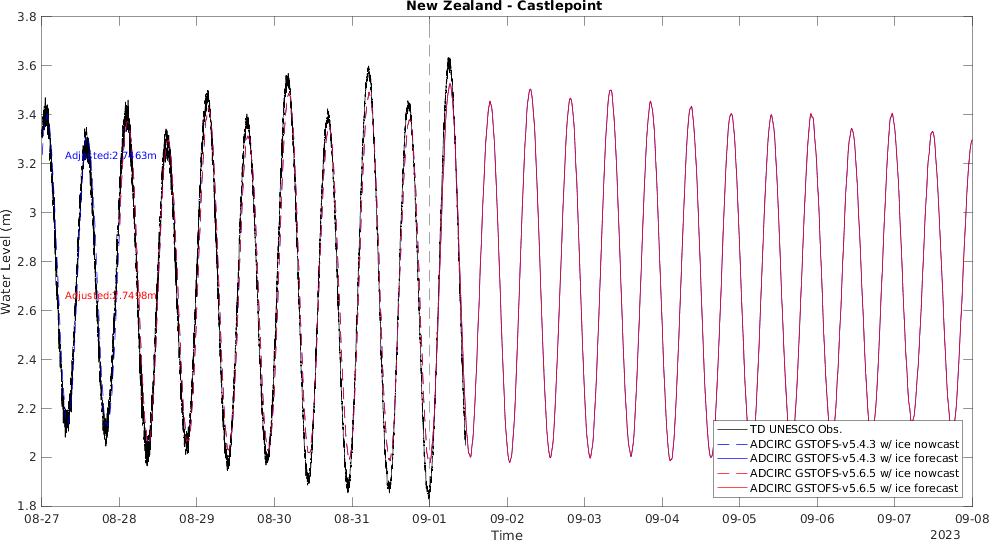 New Zealand - Castlepoint
3.8
3.6
3.4
3.2
3
2.8
2.6
2.4
2.2
2
1.8
Water Level (m)
Adjusted:2.7463m
Adjusted:2.7498m
TD UNESCO Obs.
ADCIRC GSTOFS-v5.4.3 w/ ice nowcast
ADCIRC GSTOFS-v5.4.3 w/ ice forecast
ADCIRC GSTOFS-v5.6.5 w/ ice nowcast
ADCIRC GSTOFS-v5.6.5 w/ ice forecast
08-27 08-28 08-29 08-30 08-31 09-01 09-02 09-03 09-04 09-05 09-06 09-07 09-08
Time
2023